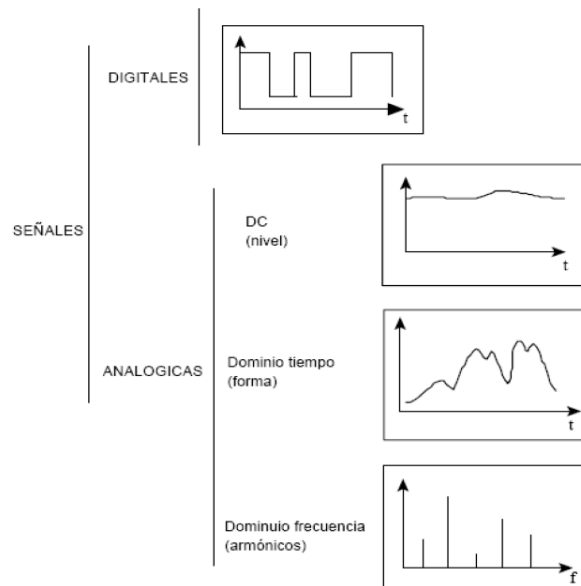 SEÑALES
DIGITALES
t
ANALOGICAS
DC
(nivel)
t
Dominio tiempo
(forma)
t
Dominuio frecuencia
(armónicos)
f